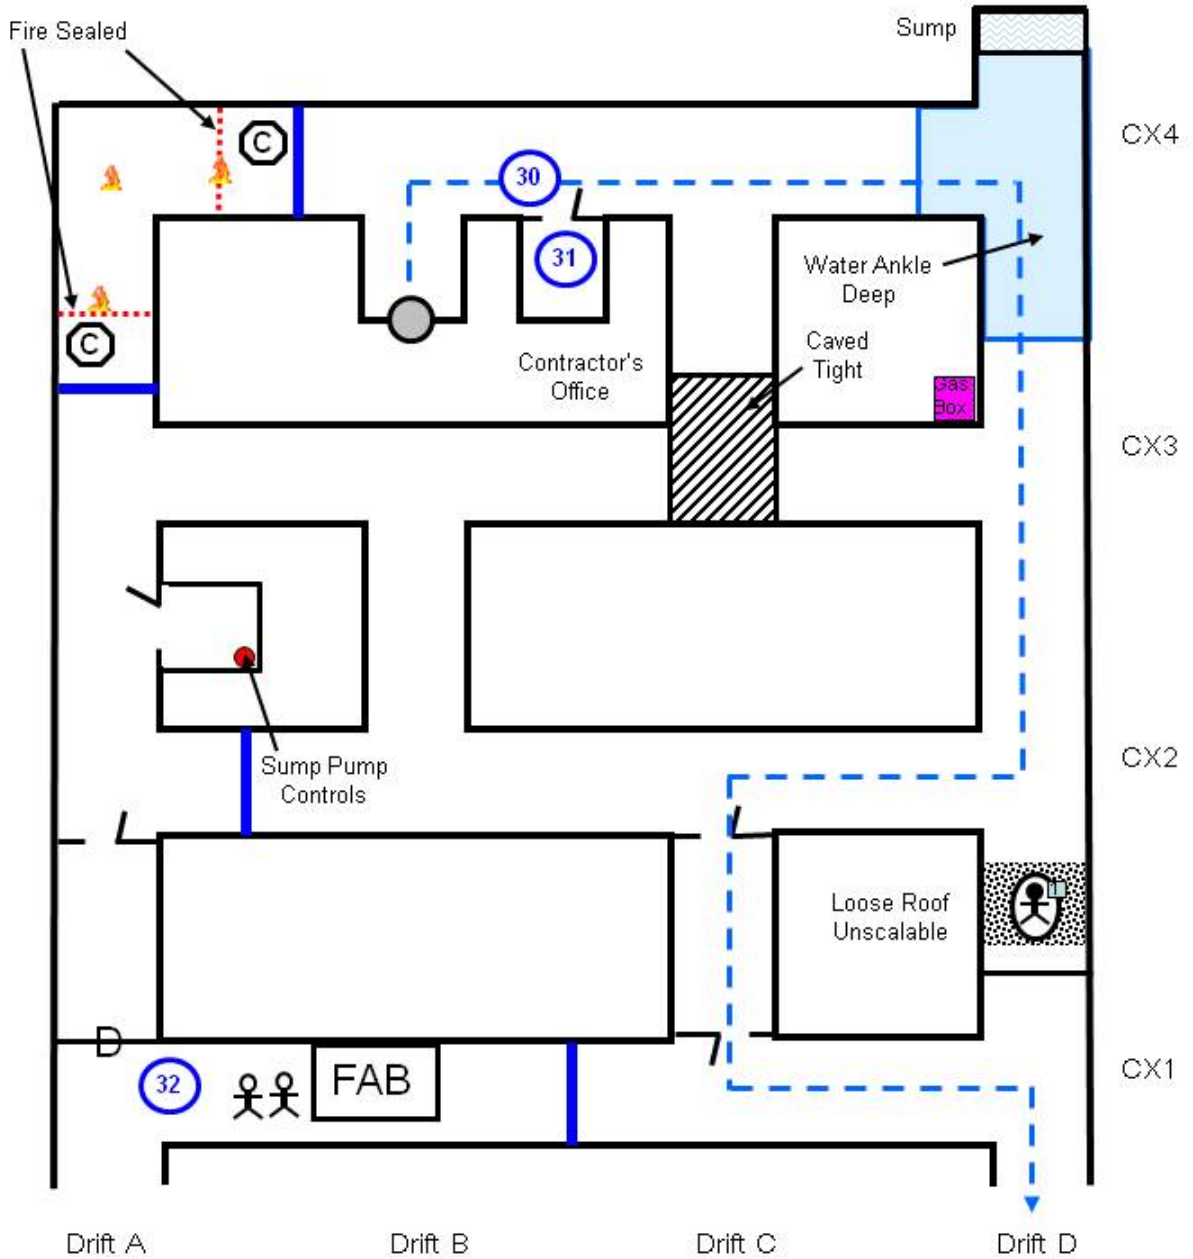 Fire Sealed
Sump
C
CX4
30
31
Water Ankle
Deep
C
Contractor's
Office
Caved
Tight
Gas
Box
CX3
Sump Pump
Controls
CX2
Loose Roof
Unscalable
D
32
FAB
CX1
Drift A
Drift B
Drift C
Drift D